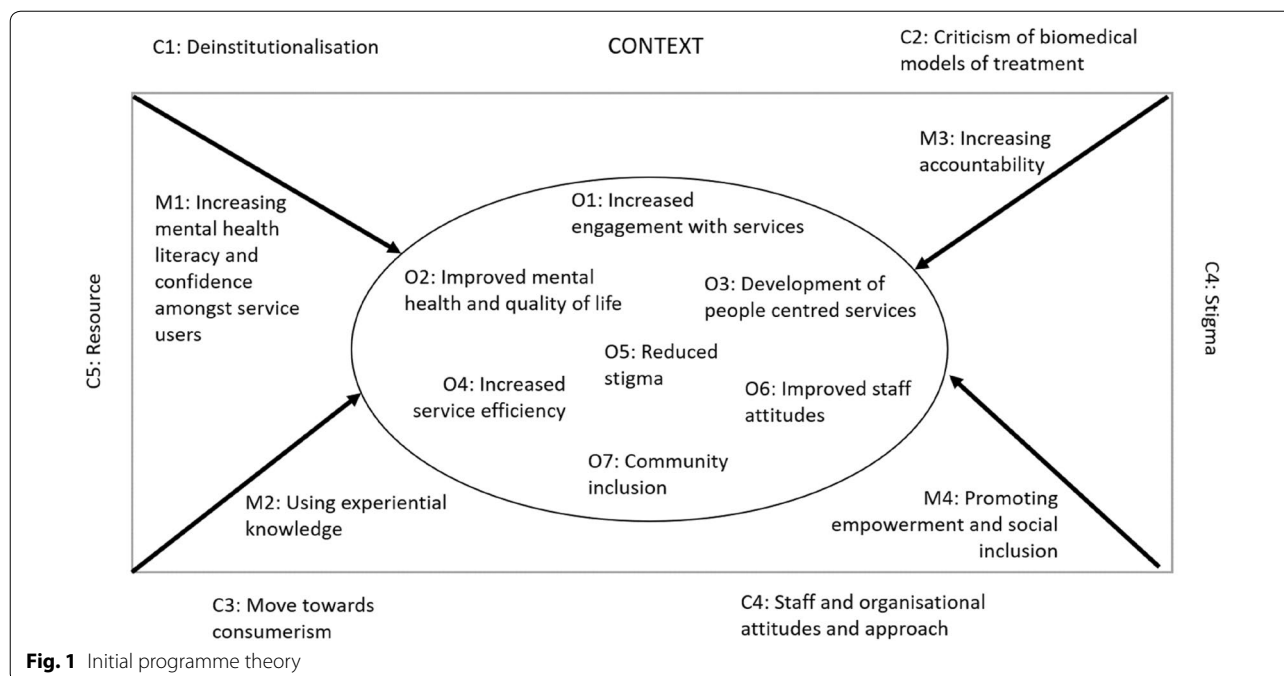 C1: Deinstitutionalisation
CONTEXT
C2: Criticism of biomedical
models of treatment
M3: Increasing
accountability
M1: Increasing
mental health
literacy and
confidence
amongst service
users
O1: Increased
engagement with services
O2: Improved mental
health and quality of life
O3: Development of
people centred services
C5: Resource
C4: Stigma
O5: Reduced
stigma
O4: Increased
service efficiency
O6: Improved staff
attitudes
O7: Community
inclusion
M2: Using experiential
knowledge
M4: Promoting
empowerment and social
inclusion
C3: Move towards
consumerism
C4: Staff and organisational
attitudes and approach
Fig. 1 Initial programme theory